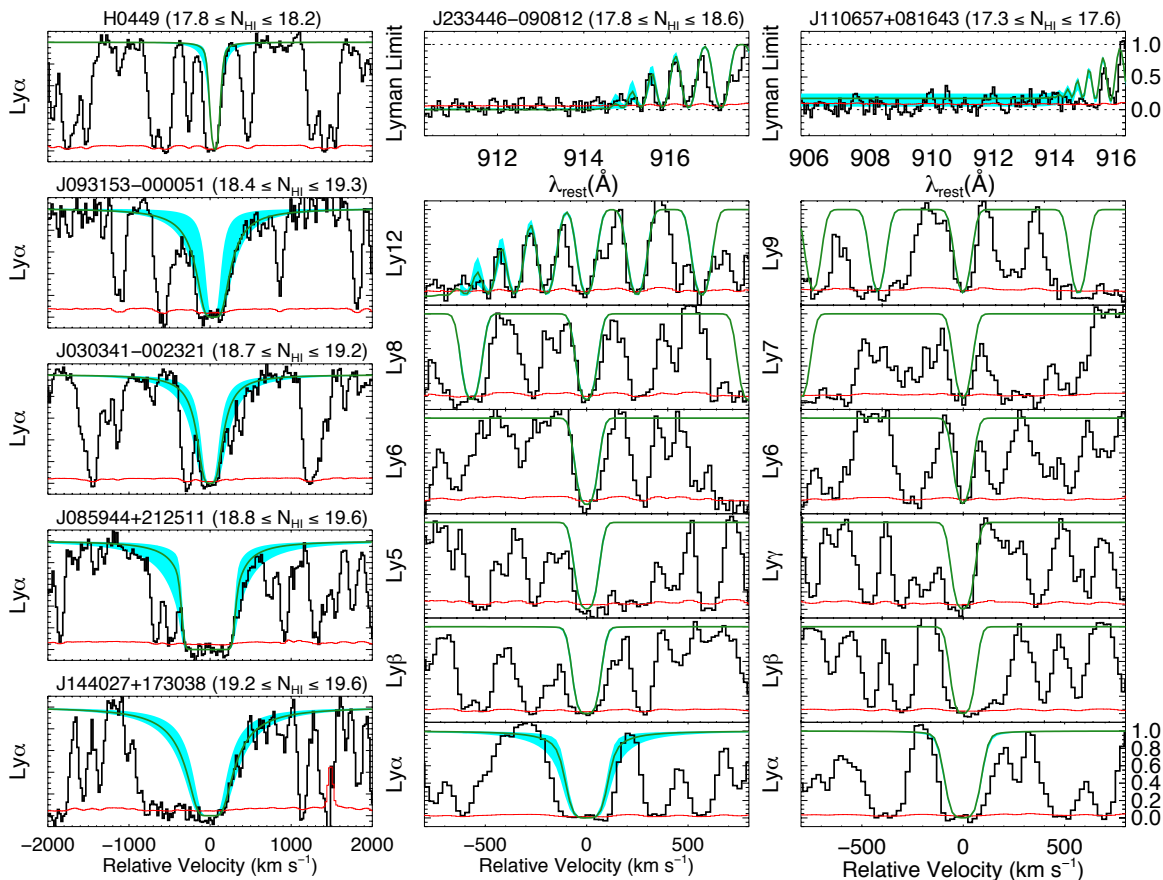 H0449 (17.8 ≤ N_HI ≤ 18.2)
Lyα
J093153−000051 (18.4 ≤ N_HI ≤ 19.3)
Lyα
J030341−002321 (18.7 ≤ N_HI ≤ 19.2)
Lyα
J085944+212511 (18.8 ≤ N_HI ≤ 19.6)
Lyα
J144027+173038 (19.2 ≤ N_HI ≤ 19.6)
Lyα
−2000 −1000 0 1000 2000
Relative Velocity (km s⁻¹)
J233446−090812 (17.8 ≤ N_HI ≤ 18.6)
Lyman Limit
912 914 916
λ_rest(Å)
Ly12
Ly8
Ly6
Ly5
Lyβ
Lyα
−500 0 500
Relative Velocity (km s⁻¹)
J110657+081643 (17.3 ≤ N_HI ≤ 17.6)
Lyman Limit
1.0
0.5
0.0
906 908 910 912 914 916
λ_rest(Å)
Ly9
Ly7
Ly6
Lyγ
Lyβ
Lyα
1.0
0.8
0.6
0.4
0.2
0.0
−500 0 500
Relative Velocity (km s⁻¹)